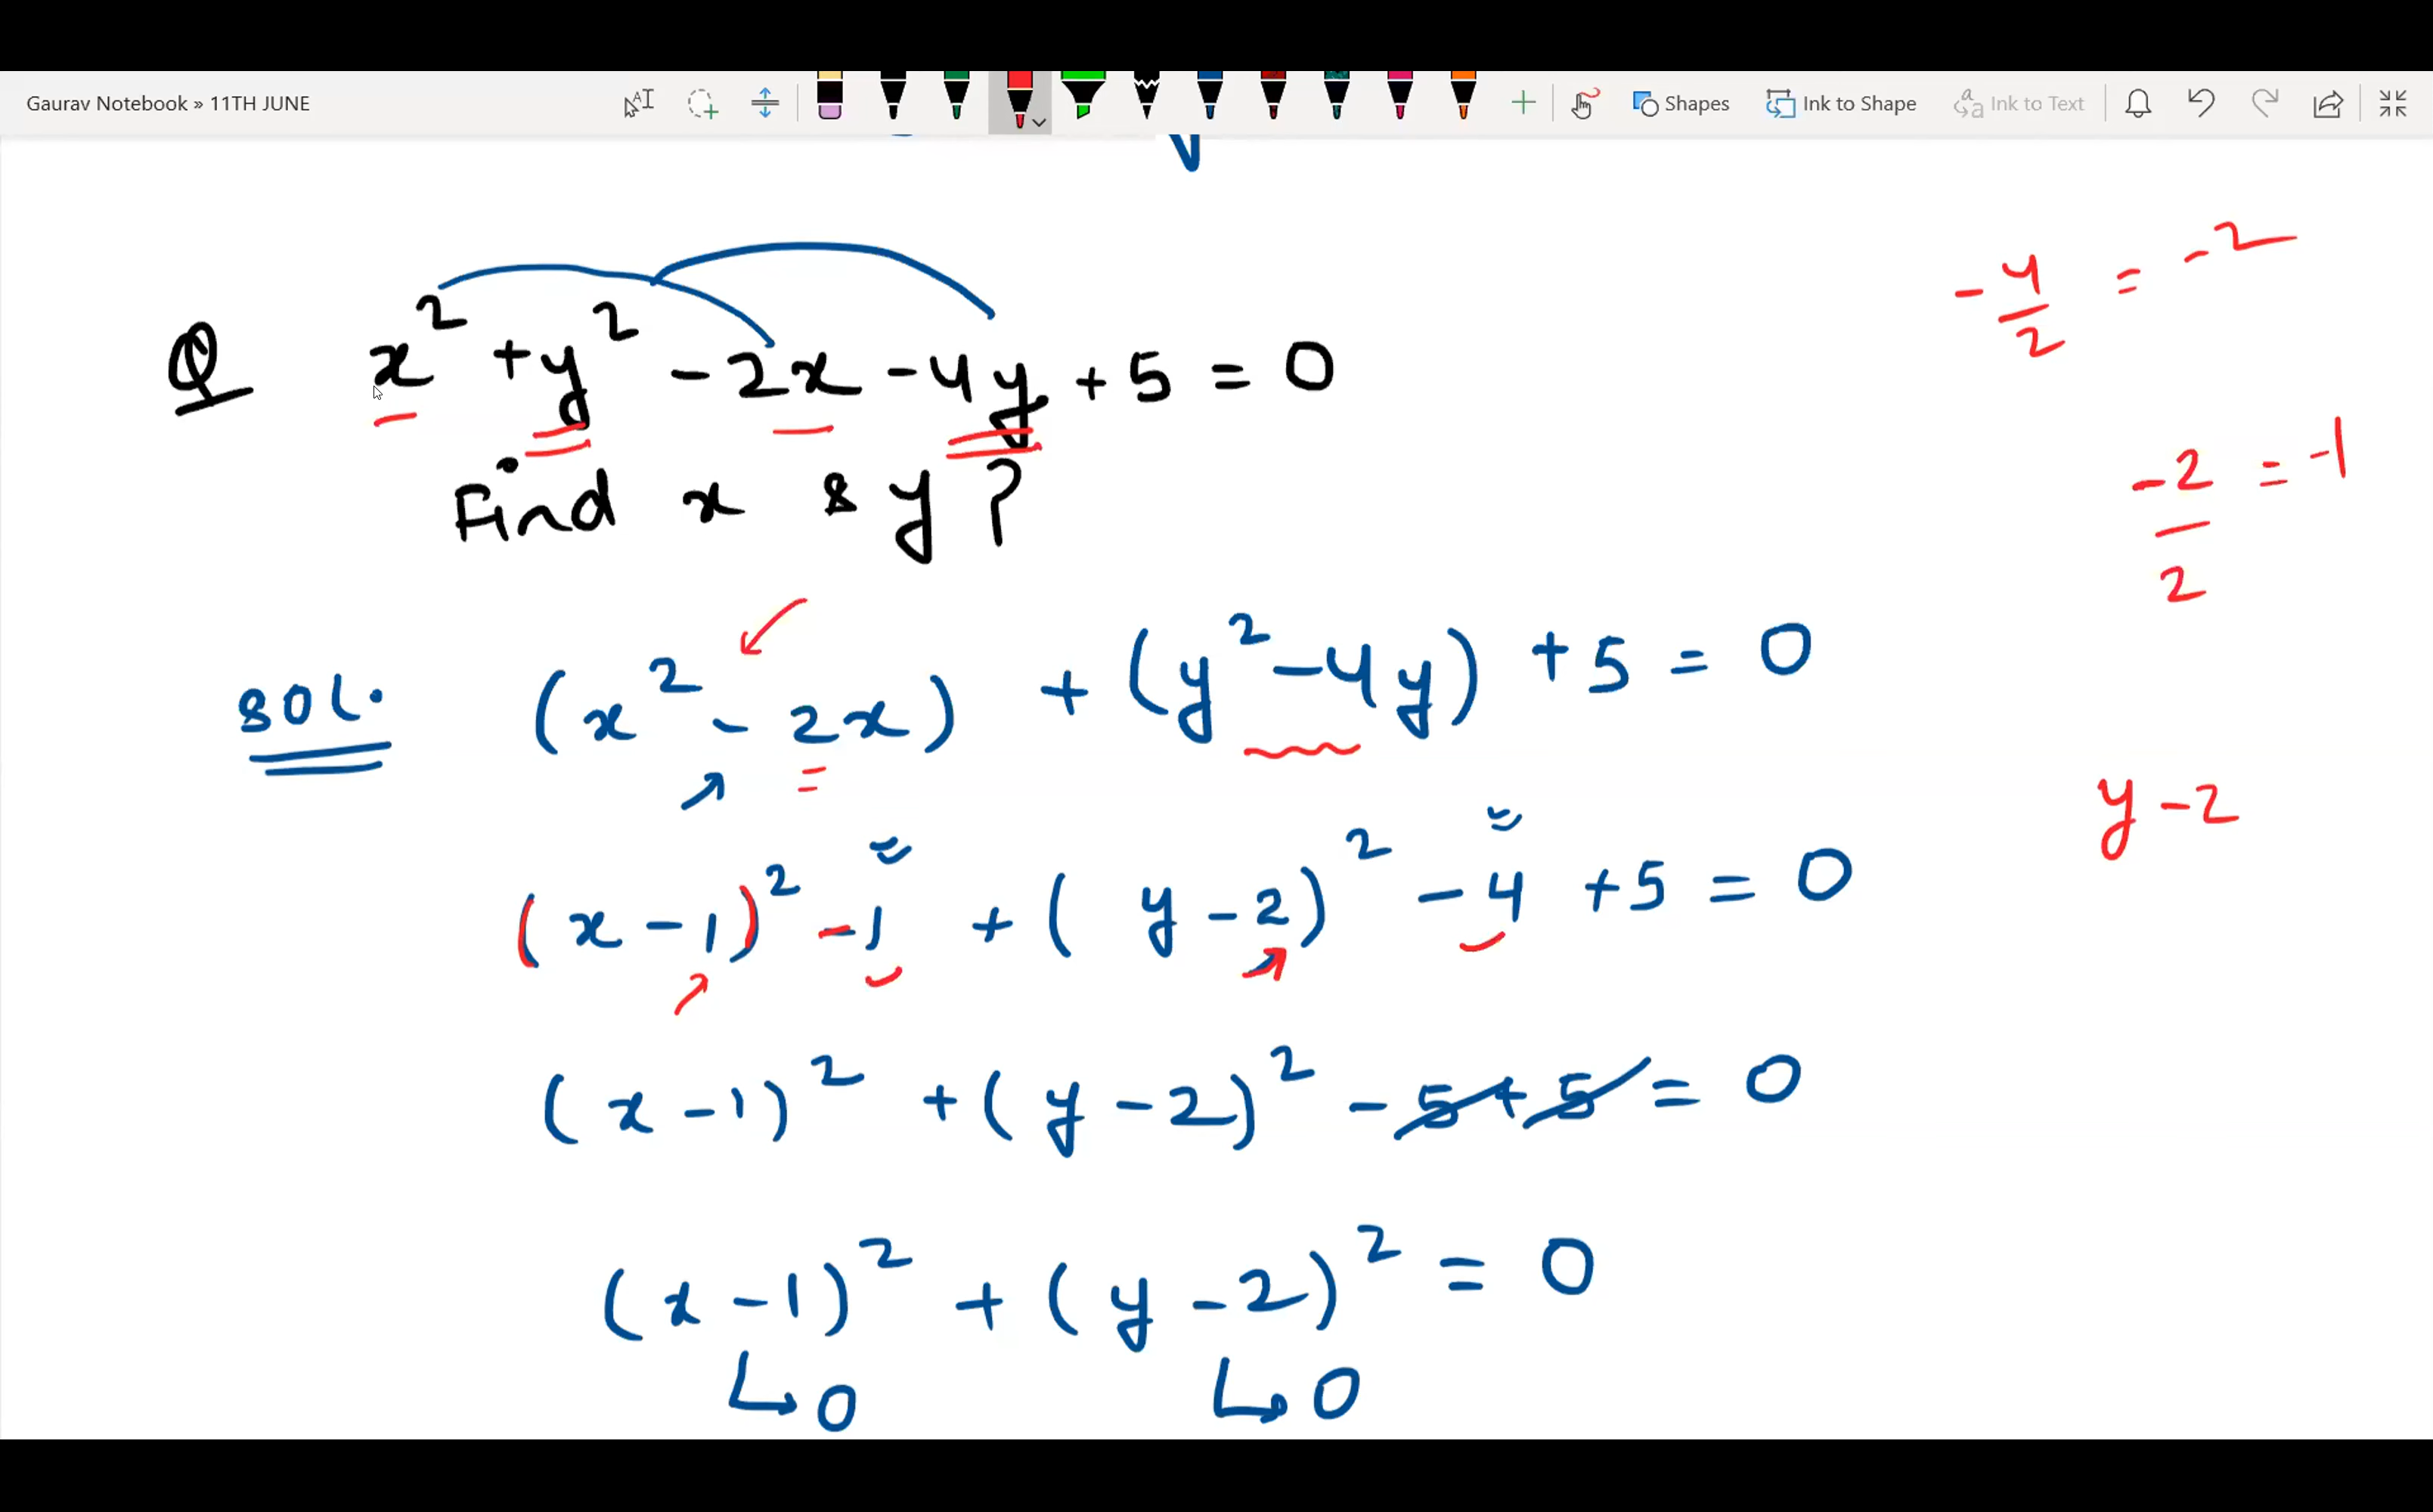 Gaurav Notebook » 11TH JUNE Shapes Ink to Shape Ink to Text
Q x² + y² - 2x - 4y + 5 = 0
Find x & y ?
-4/2 = -2
-2/2 = -1
Sol. (x² - 2x) + (y² - 4y) + 5 = 0
y - 2
(x - 1)² - 1 + (y - 2)² - 4 + 5 = 0
(x - 1)² + (y - 2)² - 5 + 5 = 0
(x - 1)² + (y - 2)² = 0
↳ 0 ↳ 0